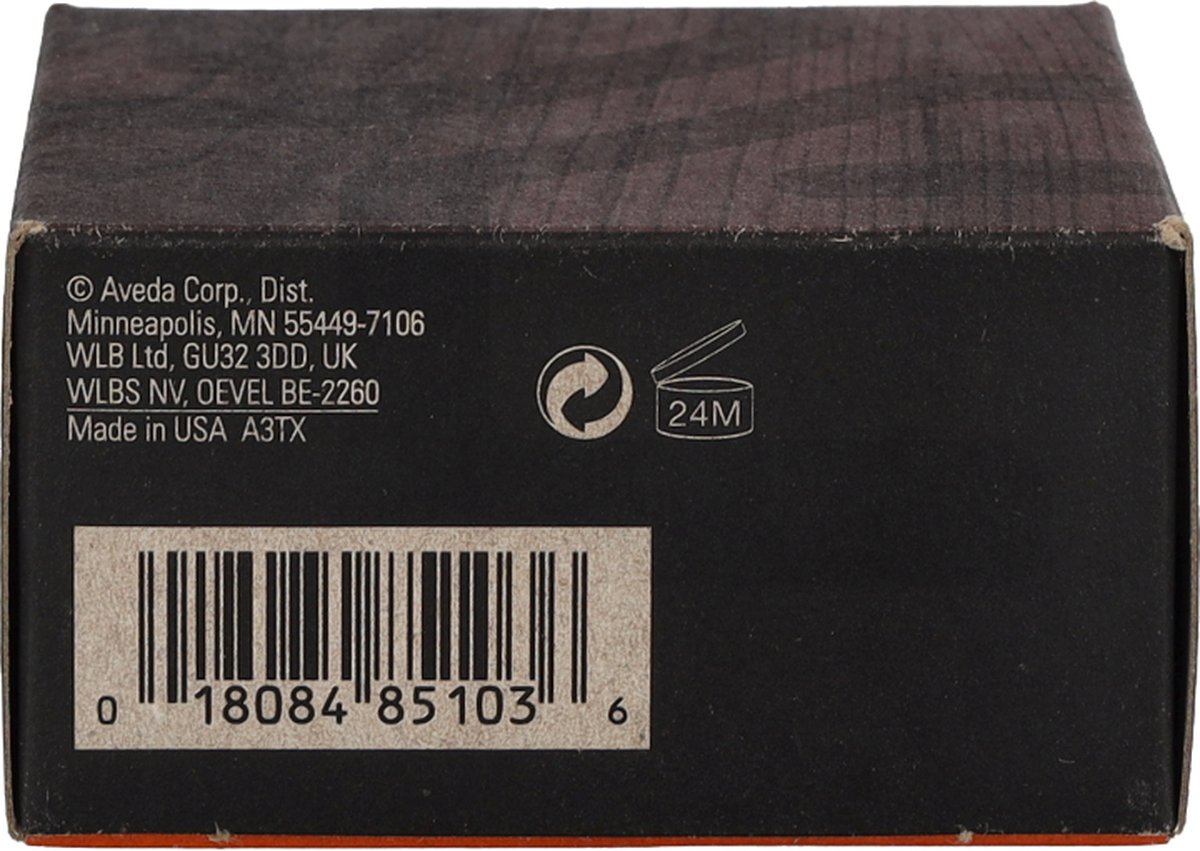 © Aveda Corp., Dist.
Minneapolis, MN 55449-7106
WLB Ltd, GU32 3DD, UK
WLBS NV, OEVEL BE-2260
Made in USA A3TX
24M
0 18084 85103 6